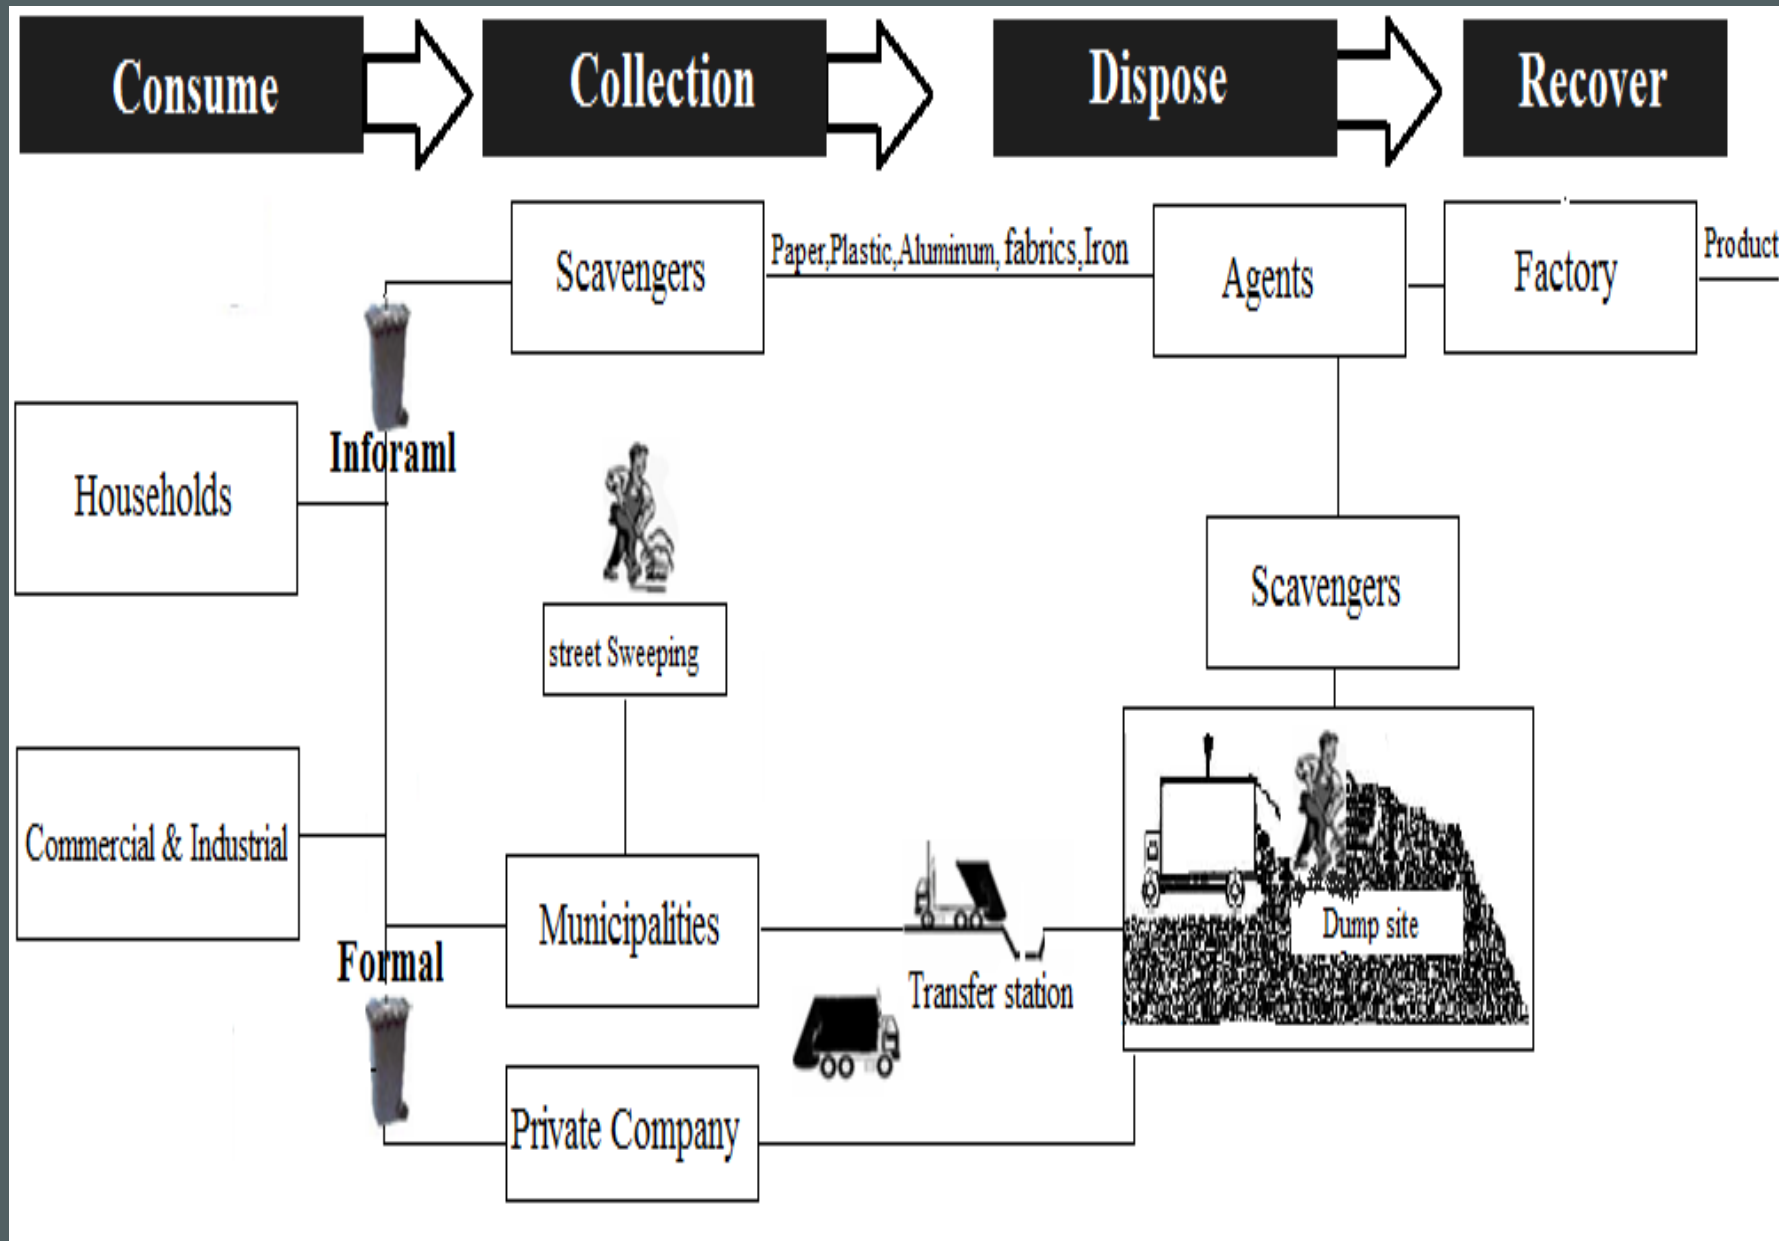 Consume
Collection
Dispose
Recover
Scavengers
Paper,Plastic,Aluminum, fabrics,Iron
Agents
Factory
Product
Inforaml
Households
street Sweeping
Scavengers
Commercial & Industrial
Municipalities
Dump site
Formal
Transfer station
Private Company